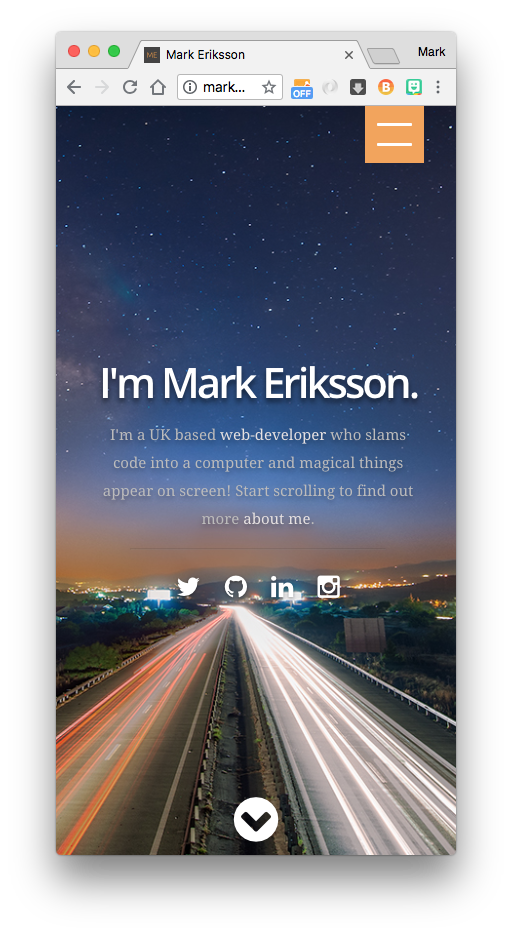 ME Mark Eriksson
Mark
mark...
OFF
I'm Mark Eriksson.
I'm a UK based web-developer who slams
code into a computer and magical things
appear on screen! Start scrolling to find out
more about me.
in